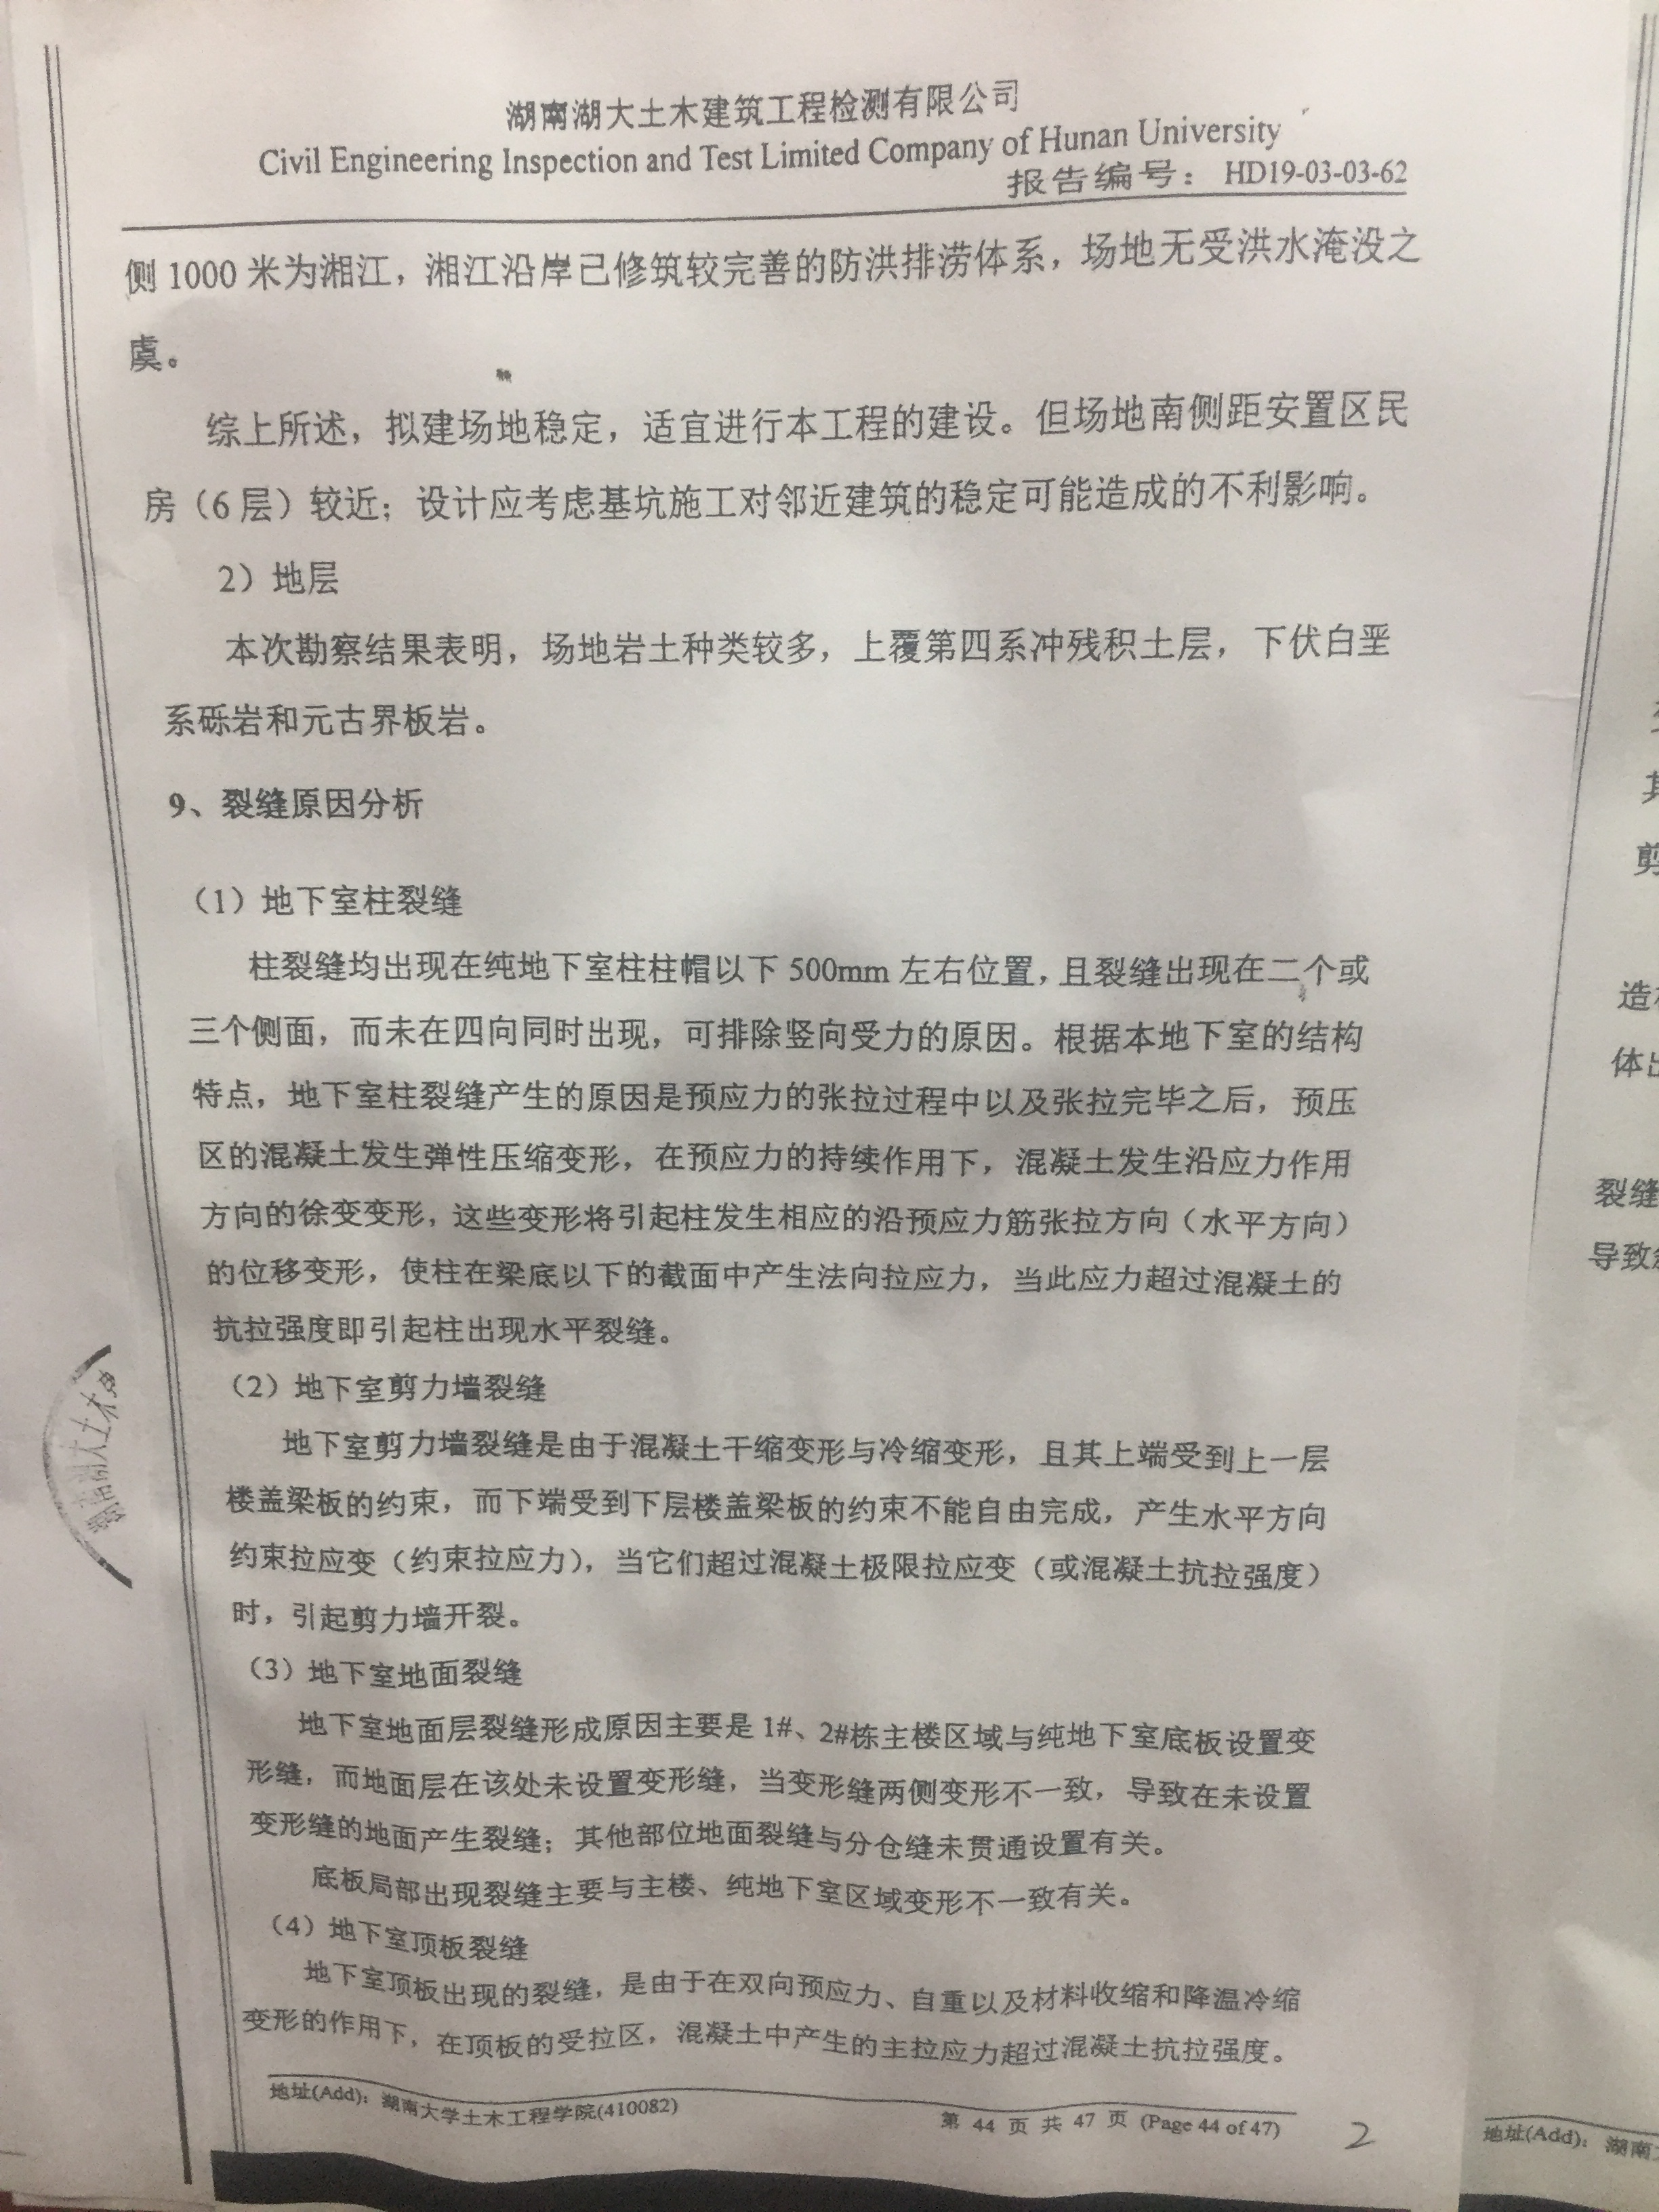 湖南湖大土木建筑工程检测有限公司
Civil Engineering Inspection and Test Limited Company of Hunan University
报告编号：HD19-03-03-62
侧 1000 米为湘江，湘江沿岸已修筑较完善的防洪排涝体系，场地无受洪水淹没之
虞。
综上所述，拟建场地稳定，适宜进行本工程的建设。但场地南侧距安置区民
房（6 层）较近；设计应考虑基坑施工对邻近建筑的稳定可能造成的不利影响。
2）地层
本次勘察结果表明，场地岩土种类较多，上覆第四系冲残积土层，下伏白垩
系砾岩和元古界板岩。
9、裂缝原因分析
（1）地下室柱裂缝
柱裂缝均出现在纯地下室柱柱帽以下 500mm 左右位置，且裂缝出现在二个或
三个侧面，而未在四向同时出现，可排除竖向受力的原因。根据本地下室的结构
特点，地下室柱裂缝产生的原因是预应力的张拉过程中以及张拉完毕之后，预压
区的混凝土发生弹性压缩变形，在预应力的持续作用下，混凝土发生沿应力作用
方向的徐变变形，这些变形将引起柱发生相应的沿预应力筋张拉方向（水平方向）
的位移变形，使柱在梁底以下的截面中产生法向拉应力，当此应力超过混凝土的
抗拉强度即引起柱出现水平裂缝。
（2）地下室剪力墙裂缝
地下室剪力墙裂缝是由于混凝土干缩变形与冷缩变形，且其上端受到上一层
楼盖梁板的约束，而下端受到下层楼盖梁板的约束不能自由完成，产生水平方向
约束拉应变（约束拉应力），当它们超过混凝土极限拉应变（或混凝土抗拉强度）
时，引起剪力墙开裂。
（3）地下室地面裂缝
地下室地面层裂缝形成原因主要是 1#、2#栋主楼区域与纯地下室底板设置变
形缝，而地面层在该处未设置变形缝，当变形缝两侧变形不一致，导致在未设置
变形缝的地面产生裂缝；其他部位地面裂缝与分仓缝未贯通设置有关。
底板局部出现裂缝主要与主楼、纯地下室区域变形不一致有关。
（4）地下室顶板裂缝
地下室顶板出现的裂缝，是由于在双向预应力、自重以及材料收缩和降温冷缩
变形的作用下，在顶板的受拉区，混凝土中产生的主拉应力超过混凝土抗拉强度。
地址(Add)：湖南大学土木工程学院(410082)
第 44 页 共 47 页 (Page 44 of 47)
2
剪
造
体
裂缝
导致
地址(Add)：湖南